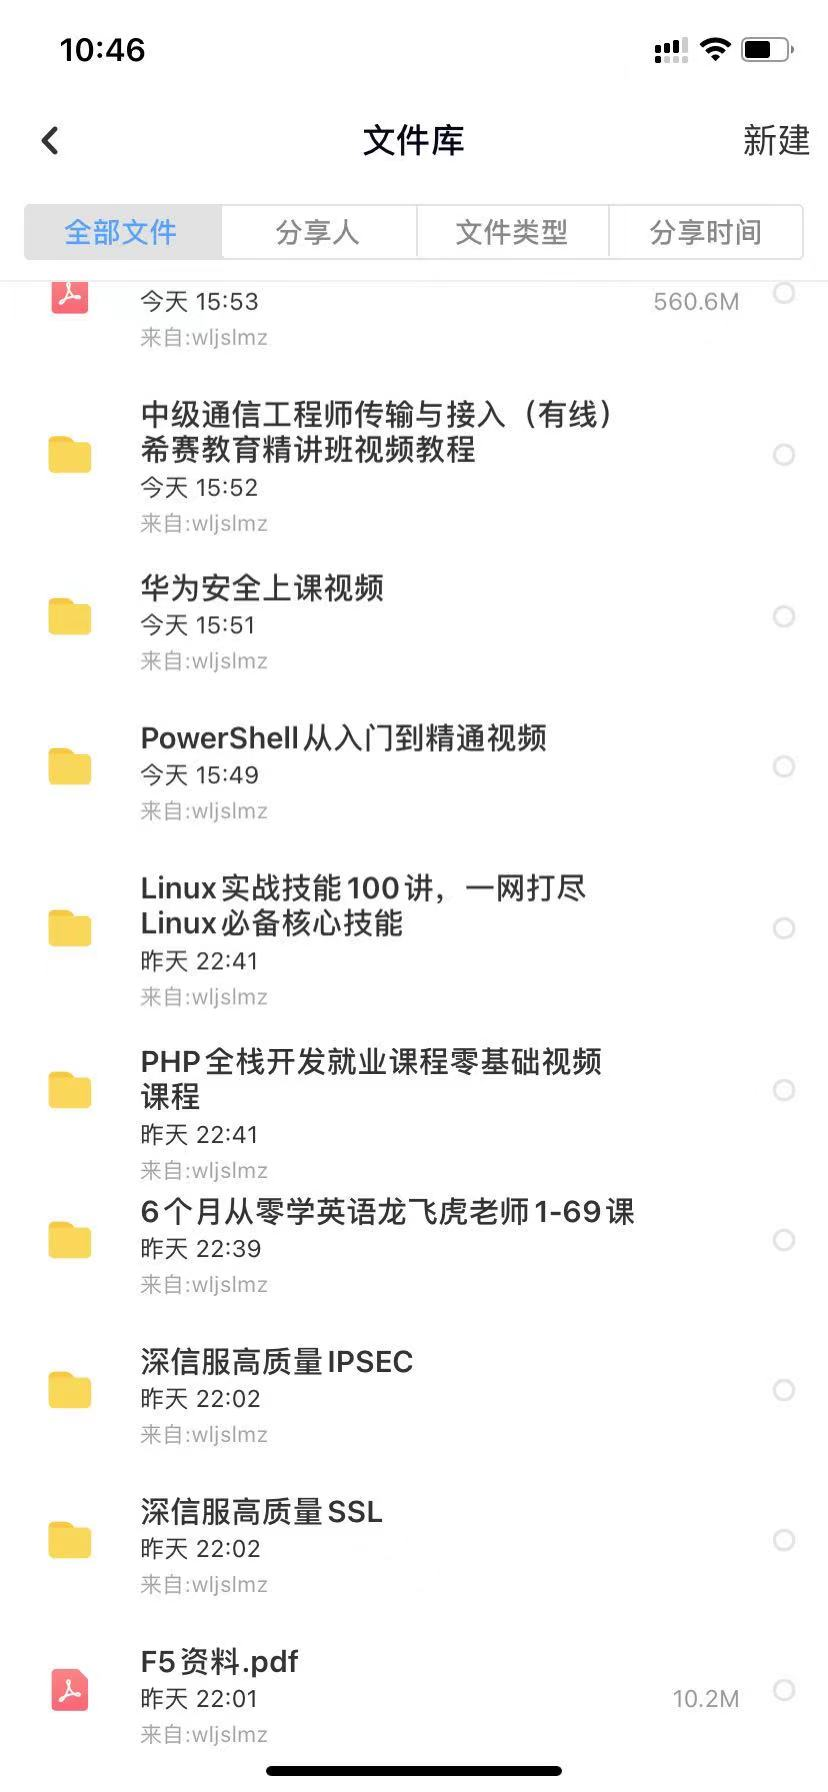 10:46
文件库
新建
全部文件
分享人
文件类型
分享时间
今天 15:53
560.6M
来自:wljslmz
中级通信工程师传输与接入（有线）
希赛教育精讲班视频教程
今天 15:52
来自:wljslmz
华为安全上课视频
今天 15:51
来自:wljslmz
PowerShell从入门到精通视频
今天 15:49
来自:wljslmz
Linux实战技能100讲，一网打尽
Linux必备核心技能
昨天 22:41
来自:wljslmz
PHP全栈开发就业课程零基础视频
课程
昨天 22:41
来自:wljslmz
6个月从零学英语龙飞虎老师1-69课
昨天 22:39
来自:wljslmz
深信服高质量IPSEC
昨天 22:02
来自:wljslmz
深信服高质量SSL
昨天 22:02
来自:wljslmz
F5资料.pdf
昨天 22:01
10.2M
来自:wljslmz